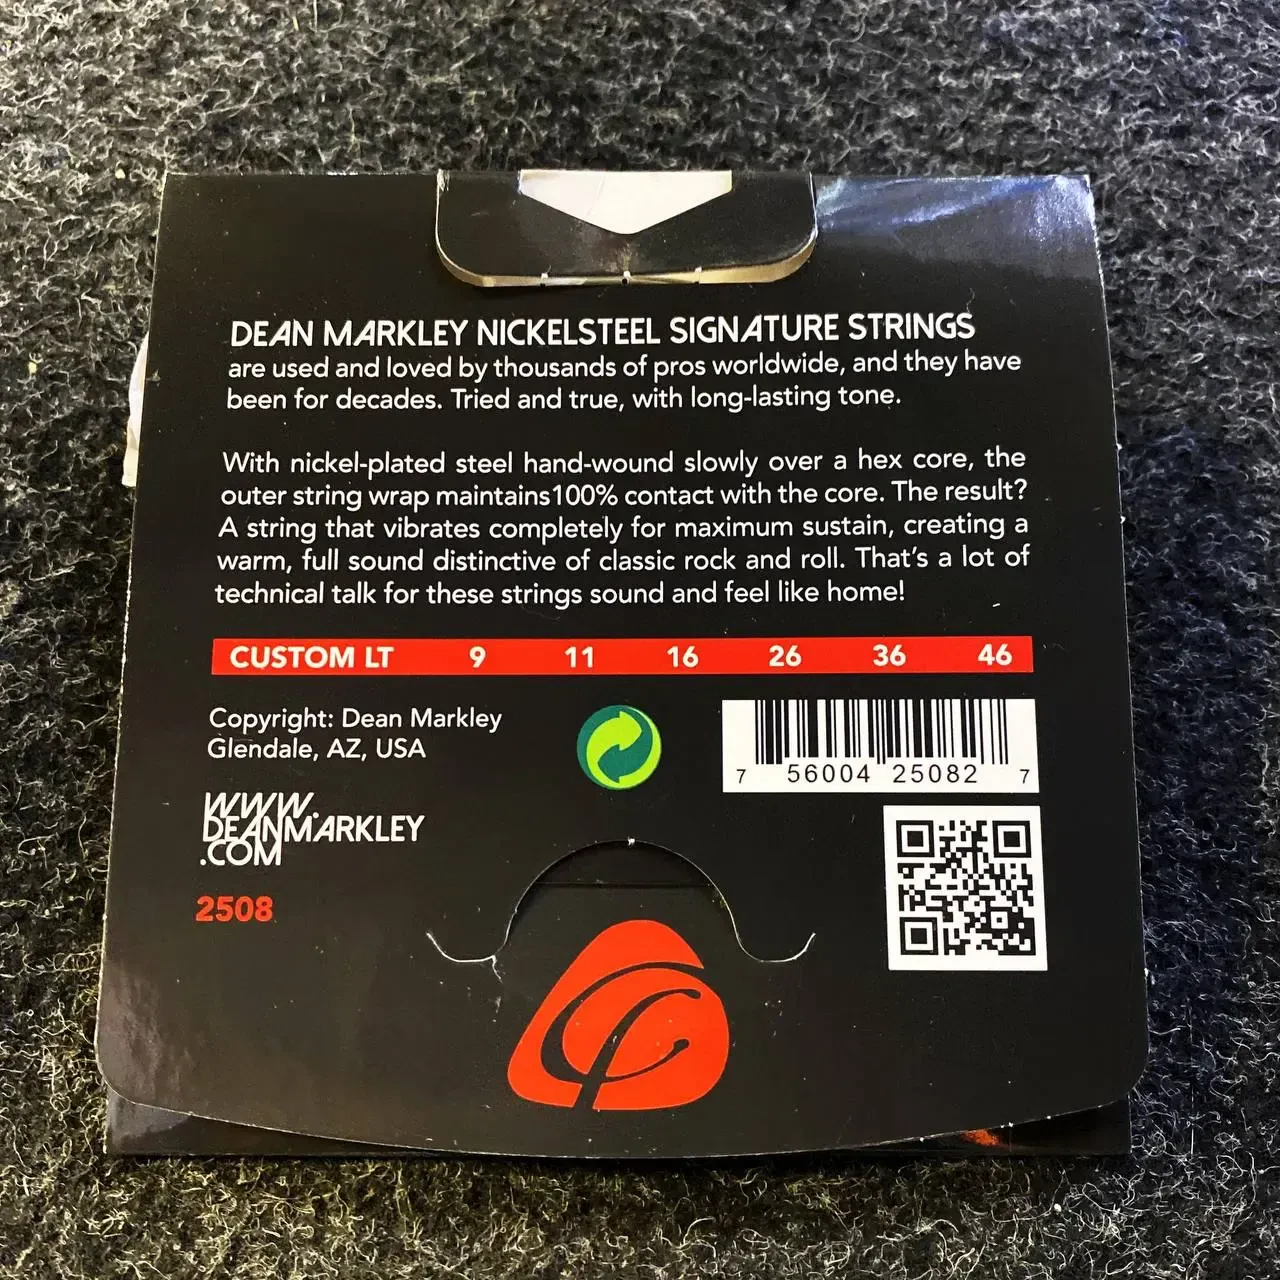 DEAN MARKLEY NICKELSTEEL SIGNATURE STRINGS
are used and loved by thousands of pros worldwide, and they have
been for decades. Tried and true, with long-lasting tone.
With nickel-plated steel hand-wound slowly over a hex core, the
outer string wrap maintains100% contact with the core. The result?
A string that vibrates completely for maximum sustain, creating a
warm, full sound distinctive of classic rock and roll. That's a lot of
technical talk for these strings sound and feel like home!
CUSTOM LT 9 11 16 26 36 46
Copyright: Dean Markley
Glendale, AZ, USA
7 56004 25082 7
WWW.
DEANMARKLEY
.COM
2508